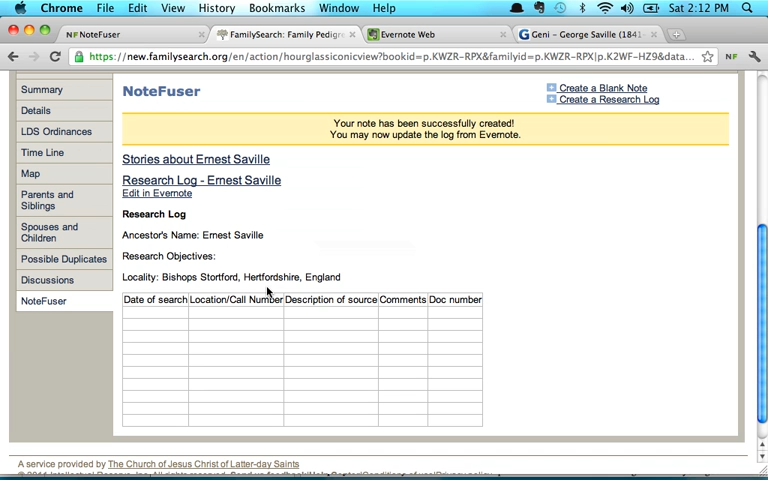 Chrome File Edit View History Bookmarks Window Help Sat 2:12 PM
NF NoteFuser
FamilySearch: Family Pedigre
Evernote Web
Geni - George Saville (1841-
https://new.familysearch.org/en/action/hourglassiconicview?bookid=p.KWZR-RPX&familyid=p.KWZR-RPX|p.K2WF-HZ9&data... NF
Summary
Details
LDS Ordinances
Time Line
Map
Parents and
Siblings
Spouses and
Children
Possible Duplicates
Discussions
NoteFuser
NoteFuser
Create a Blank Note
Create a Research Log
Your note has been successfully created!
You may now update the log from Evernote.
Stories about Ernest Saville
Research Log - Ernest Saville
Edit in Evernote
Research Log
Ancestor's Name: Ernest Saville
Research Objectives:
Locality: Bishops Stortford, Hertfordshire, England
Date of search Location/Call Number Description of source Comments Doc number
A service provided by The Church of Jesus Christ of Latter-day Saints